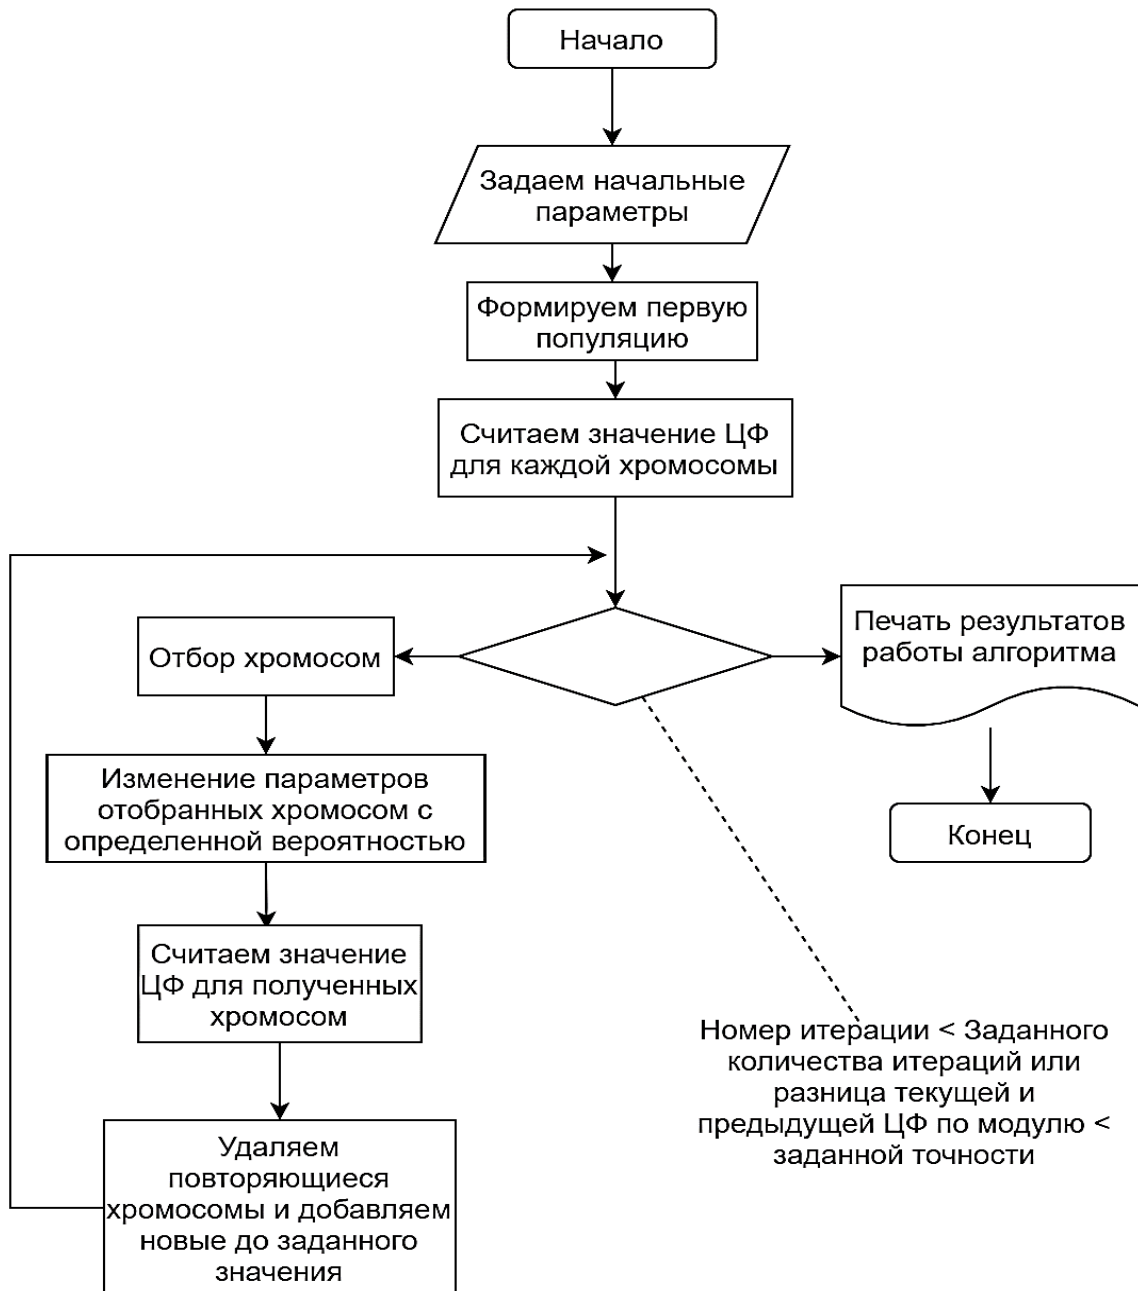 Начало
Задаем начальные
параметры
Формируем первую
популяцию
Считаем значение ЦФ
для каждой хромосомы
Отбор хромосом
Печать результатов
работы алгоритма
Изменение параметров
отобранных хромосом с
определенной вероятностью
Конец
Считаем значение
ЦФ для полученных
хромосом
Номер итерации < Заданного
количества итераций или
разница текущей и
предыдущей ЦФ по модулю <
заданной точности
Удаляем
повторяющиеся
хромосомы и добавляем
новые до заданного
значения